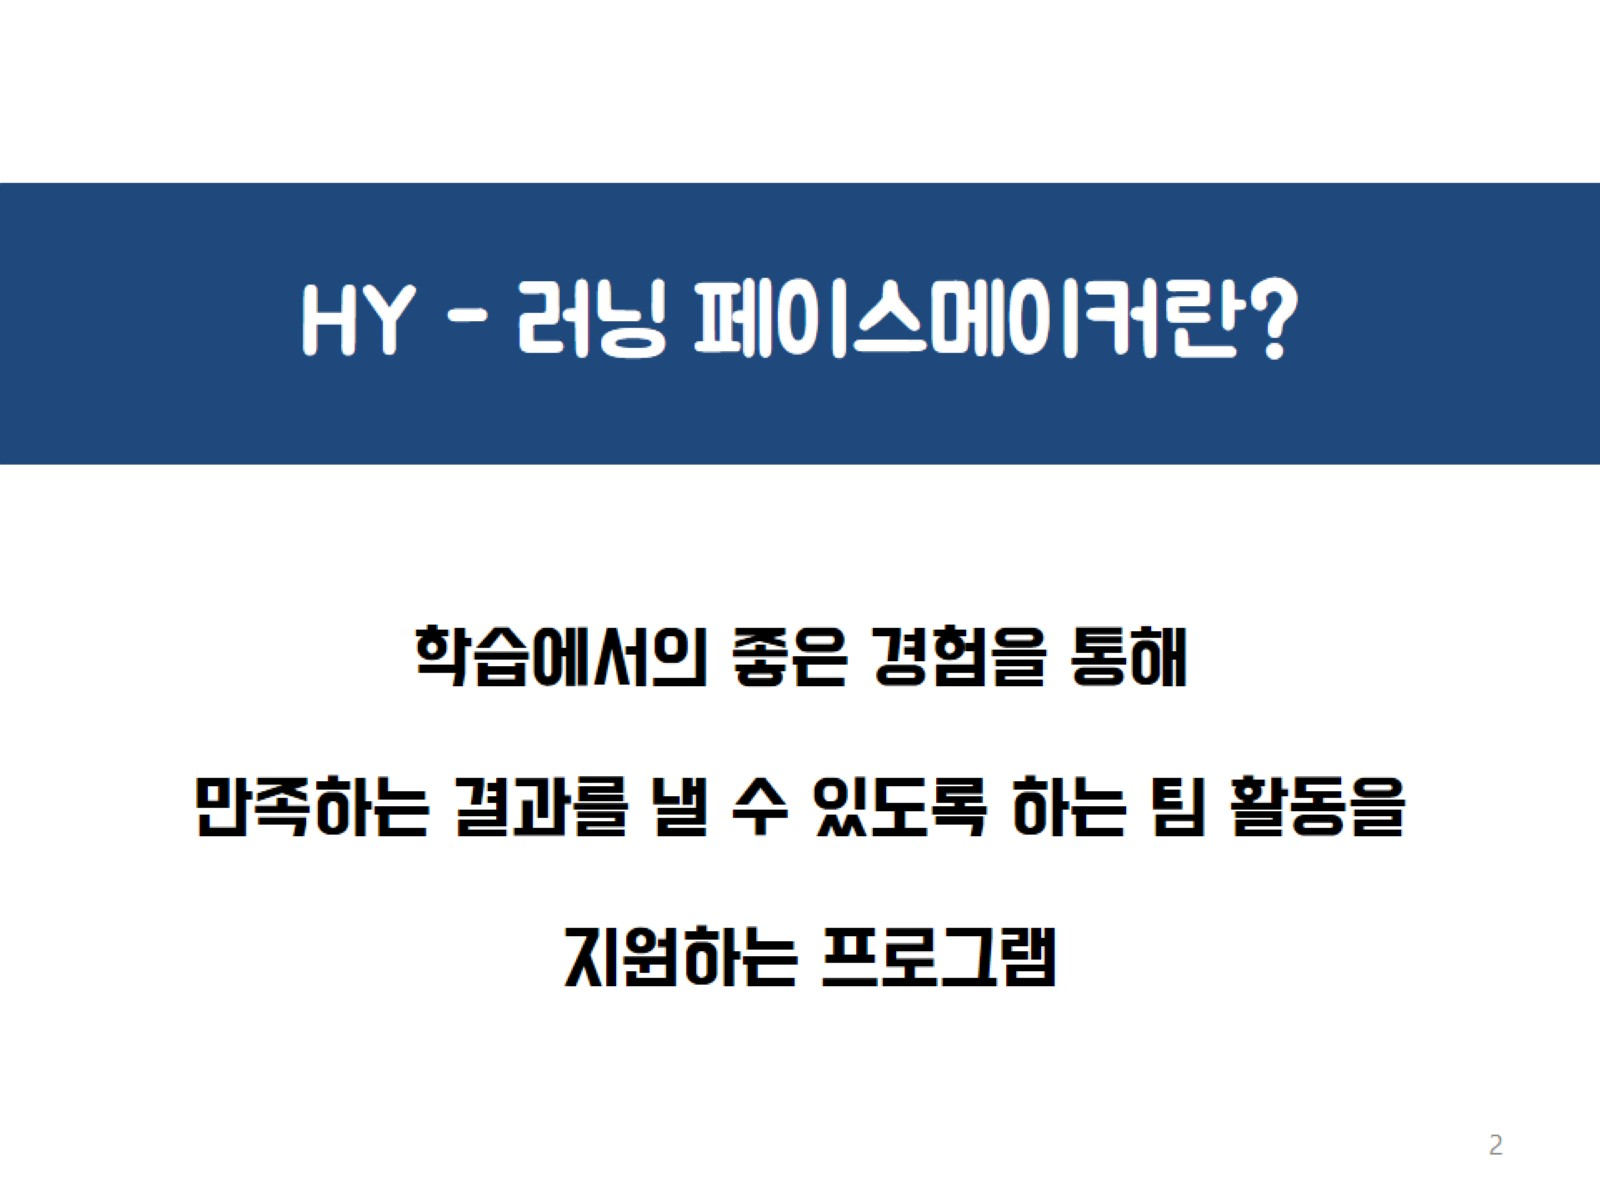 HY - 러닝 페이스메이커란?
학습에서의 좋은 경험을 통해
만족하는 결과를 낼 수 있도록 하는 팀 활동을
지원하는 프로그램
2